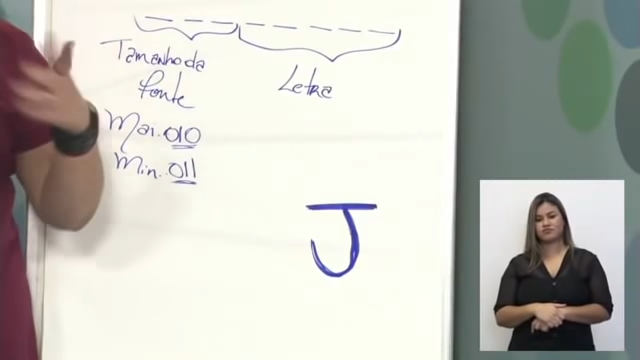 Tamanho da
fonte
Letra
Mai. 010
Min. 011
J